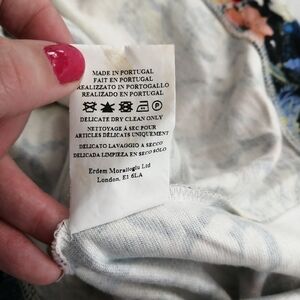 MADE IN PORTUGAL
FAIT EN PORTUGAL
REALIZZATO IN PORTOGALLO
REALIZADO EN PORTUGAL
DELICATE DRY CLEAN ONLY
NETTOYAGE À SEC POUR
ARTICLES DÉLICATS UNIQUEMENT
DELICATO LAVAGGIO A SECCO
DELICADA LIMPIEZA EN SECO SOLO
Erdem Moralioglu Ltd
London, E1 6LA